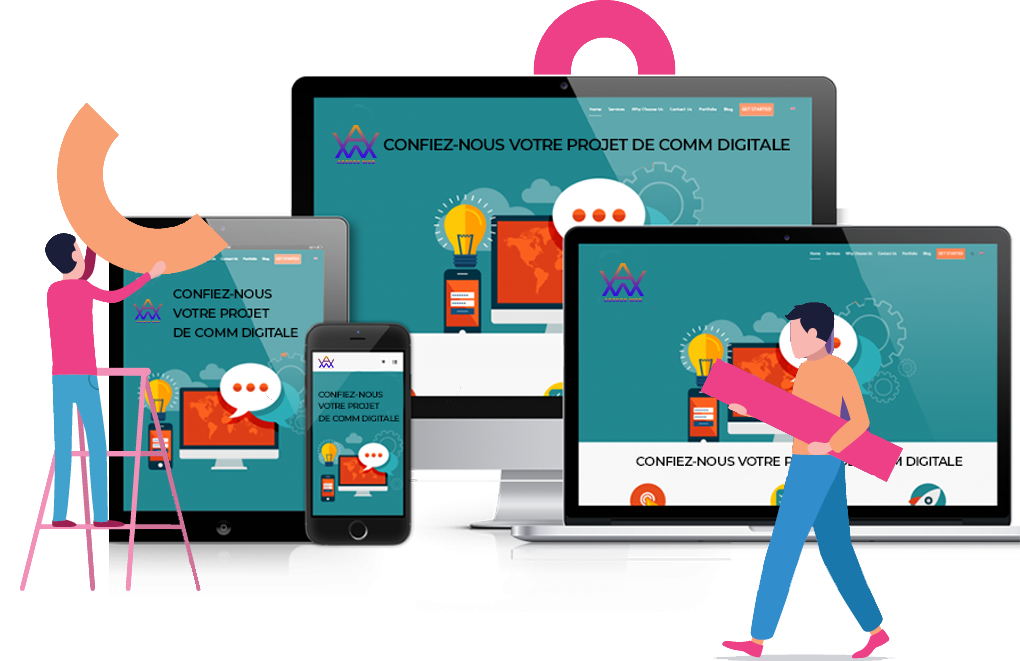 Home Services Why Choose Us Contact Us Portfolio Blog GET STARTED
CONFIEZ-NOUS VOTRE PROJET DE COMM DIGITALE
Contact Us Portfolio Blog GET STARTED
CONFIEZ-NOUS
VOTRE PROJET
DE COMM DIGITALE
CONFIEZ-NOUS
VOTRE PROJET
DE COMM DIGITALE
Home Services Why Choose Us Contact Us Portfolio Blog GET STARTED
CONFIEZ-NOUS VOTRE P M DIGITALE